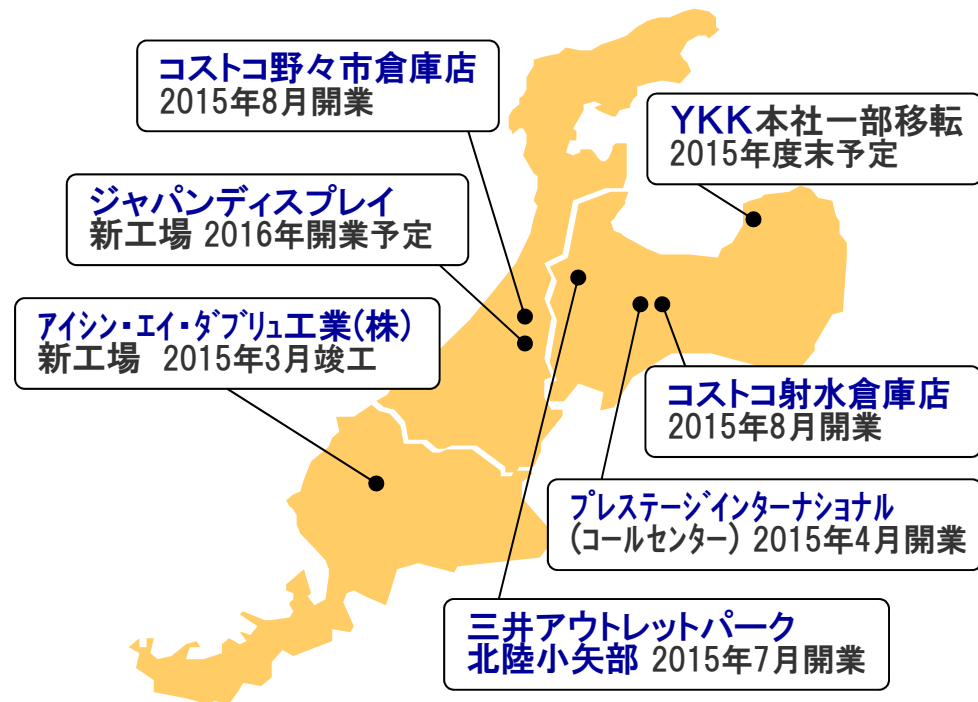 コストコ野々市倉庫店
2015年8月開業
YKK本社一部移転
2015年度末予定
ジャパンディスプレイ
新工場 2016年開業予定
ｱｲｼﾝ・ｴｲ・ﾀﾞﾌﾞﾘｭ工業(株)
新工場 2015年3月竣工
コストコ射水倉庫店
2015年8月開業
ﾌﾟﾚｽﾃｰｼﾞｲﾝﾀｰﾅｼｮﾅﾙ
(ｺｰﾙｾﾝﾀｰ) 2015年4月開業
三井アウトレットパーク
北陸小矢部 2015年7月開業